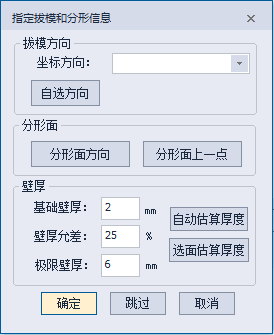 指定拔模和分形信息
拔模方向
坐标方向:
自选方向
分形面
分形面方向 分形面上一点
壁厚
基础壁厚: 2 mm
自动估算厚度
壁厚允差: 25 %
选面估算厚度
极限壁厚: 6 mm
确定 跳过 取消